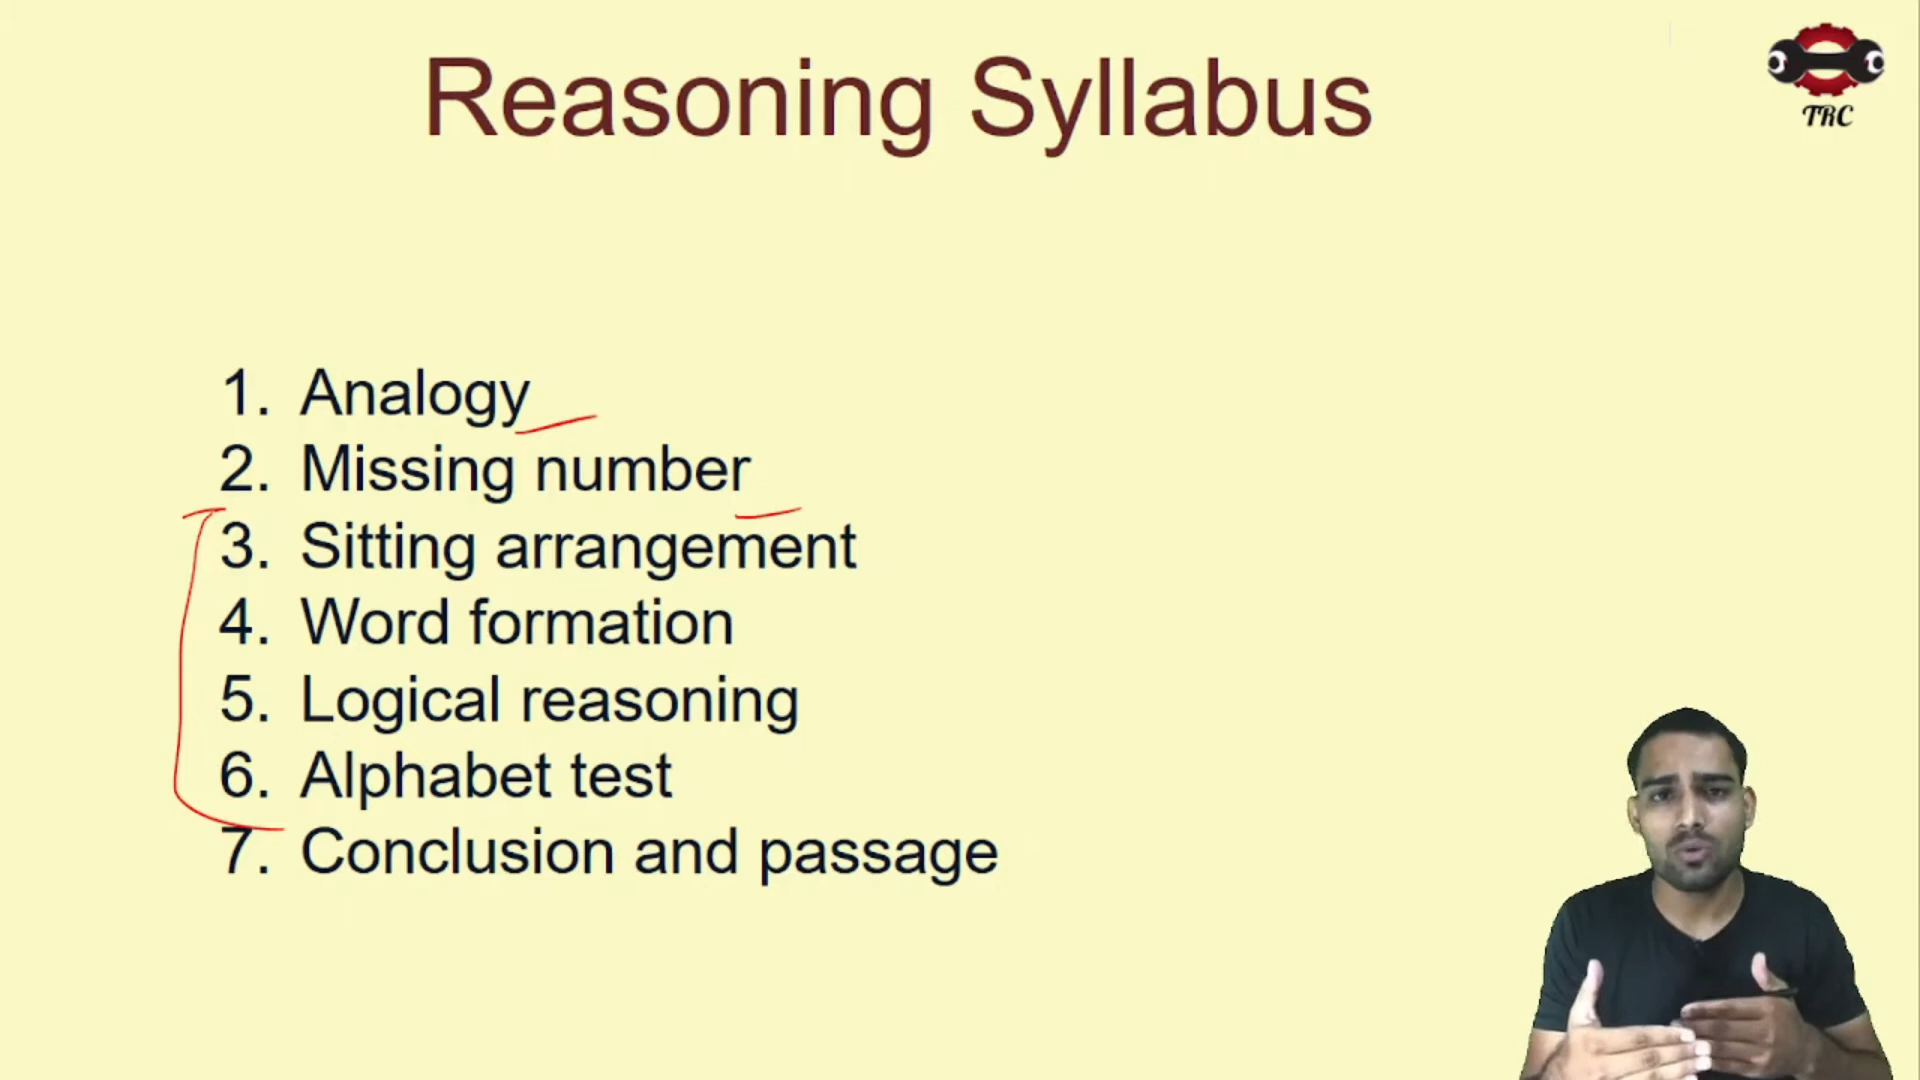 Reasoning Syllabus
TRC
1. Analogy
2. Missing number
3. Sitting arrangement
4. Word formation
5. Logical reasoning
6. Alphabet test
7. Conclusion and passage